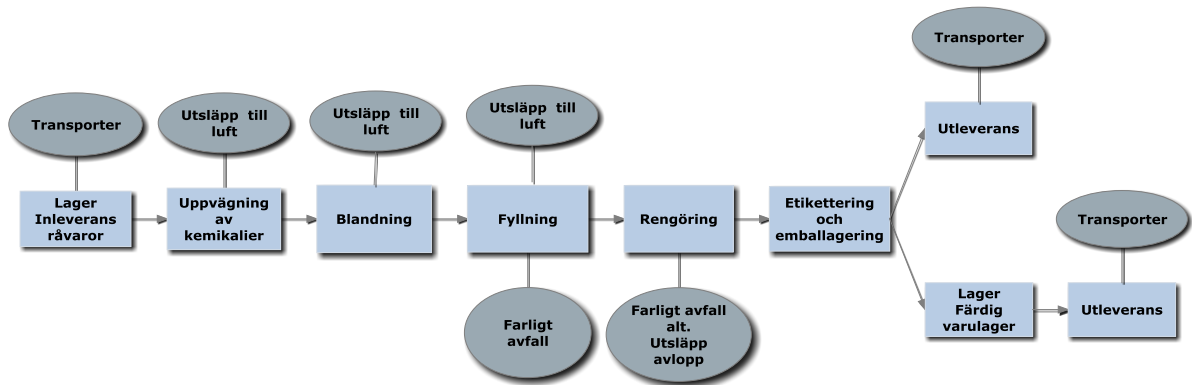 Transporter
Transporter
Utsläpp till
luft
Utsläpp till
luft
Utsläpp till
luft
Utleverans
Transporter
Lager
Inleverans
råvaror
Uppvägning
av
kemikalier
Blandning
Fyllning
Rengöring
Etikettering
och
emballagering
Lager
Färdig
varulager
Utleverans
Farligt
avfall
Farligt avfall
alt.
Utsläpp
avlopp